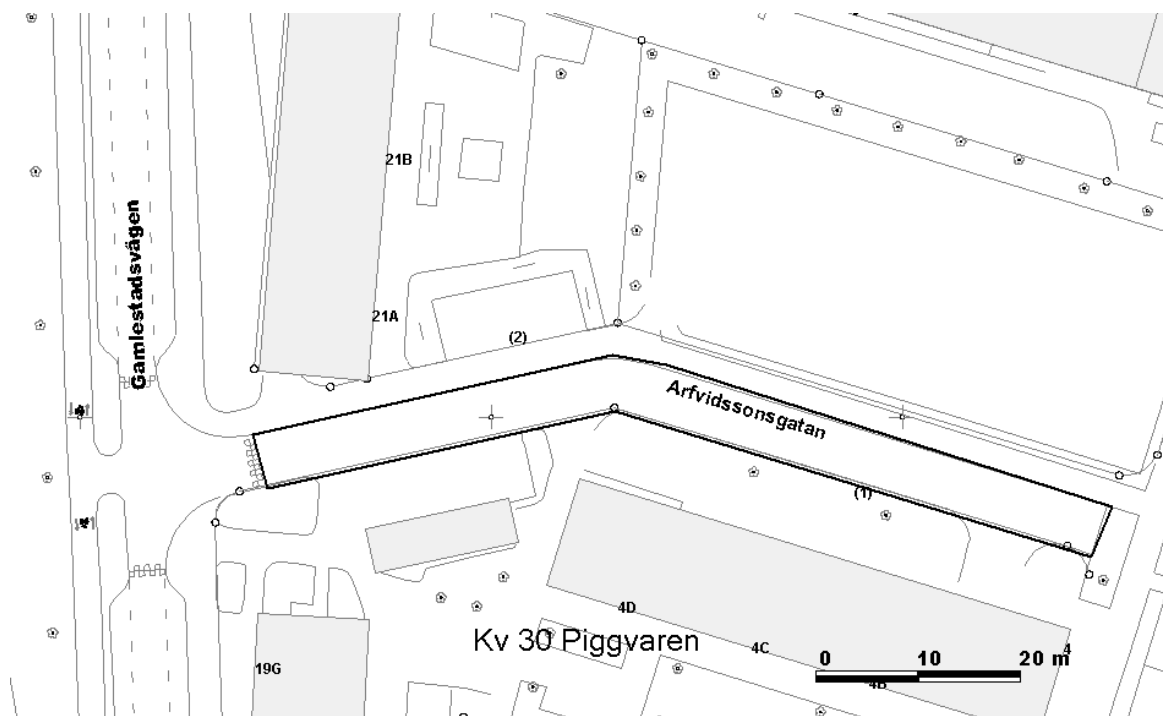 21B
Gamlestadsvägen
21A
(2)
Arfvidssonsgatan
(1)
4D
Kv 30 Piggvaren
4C
4
0 10 20 m
19G
4B